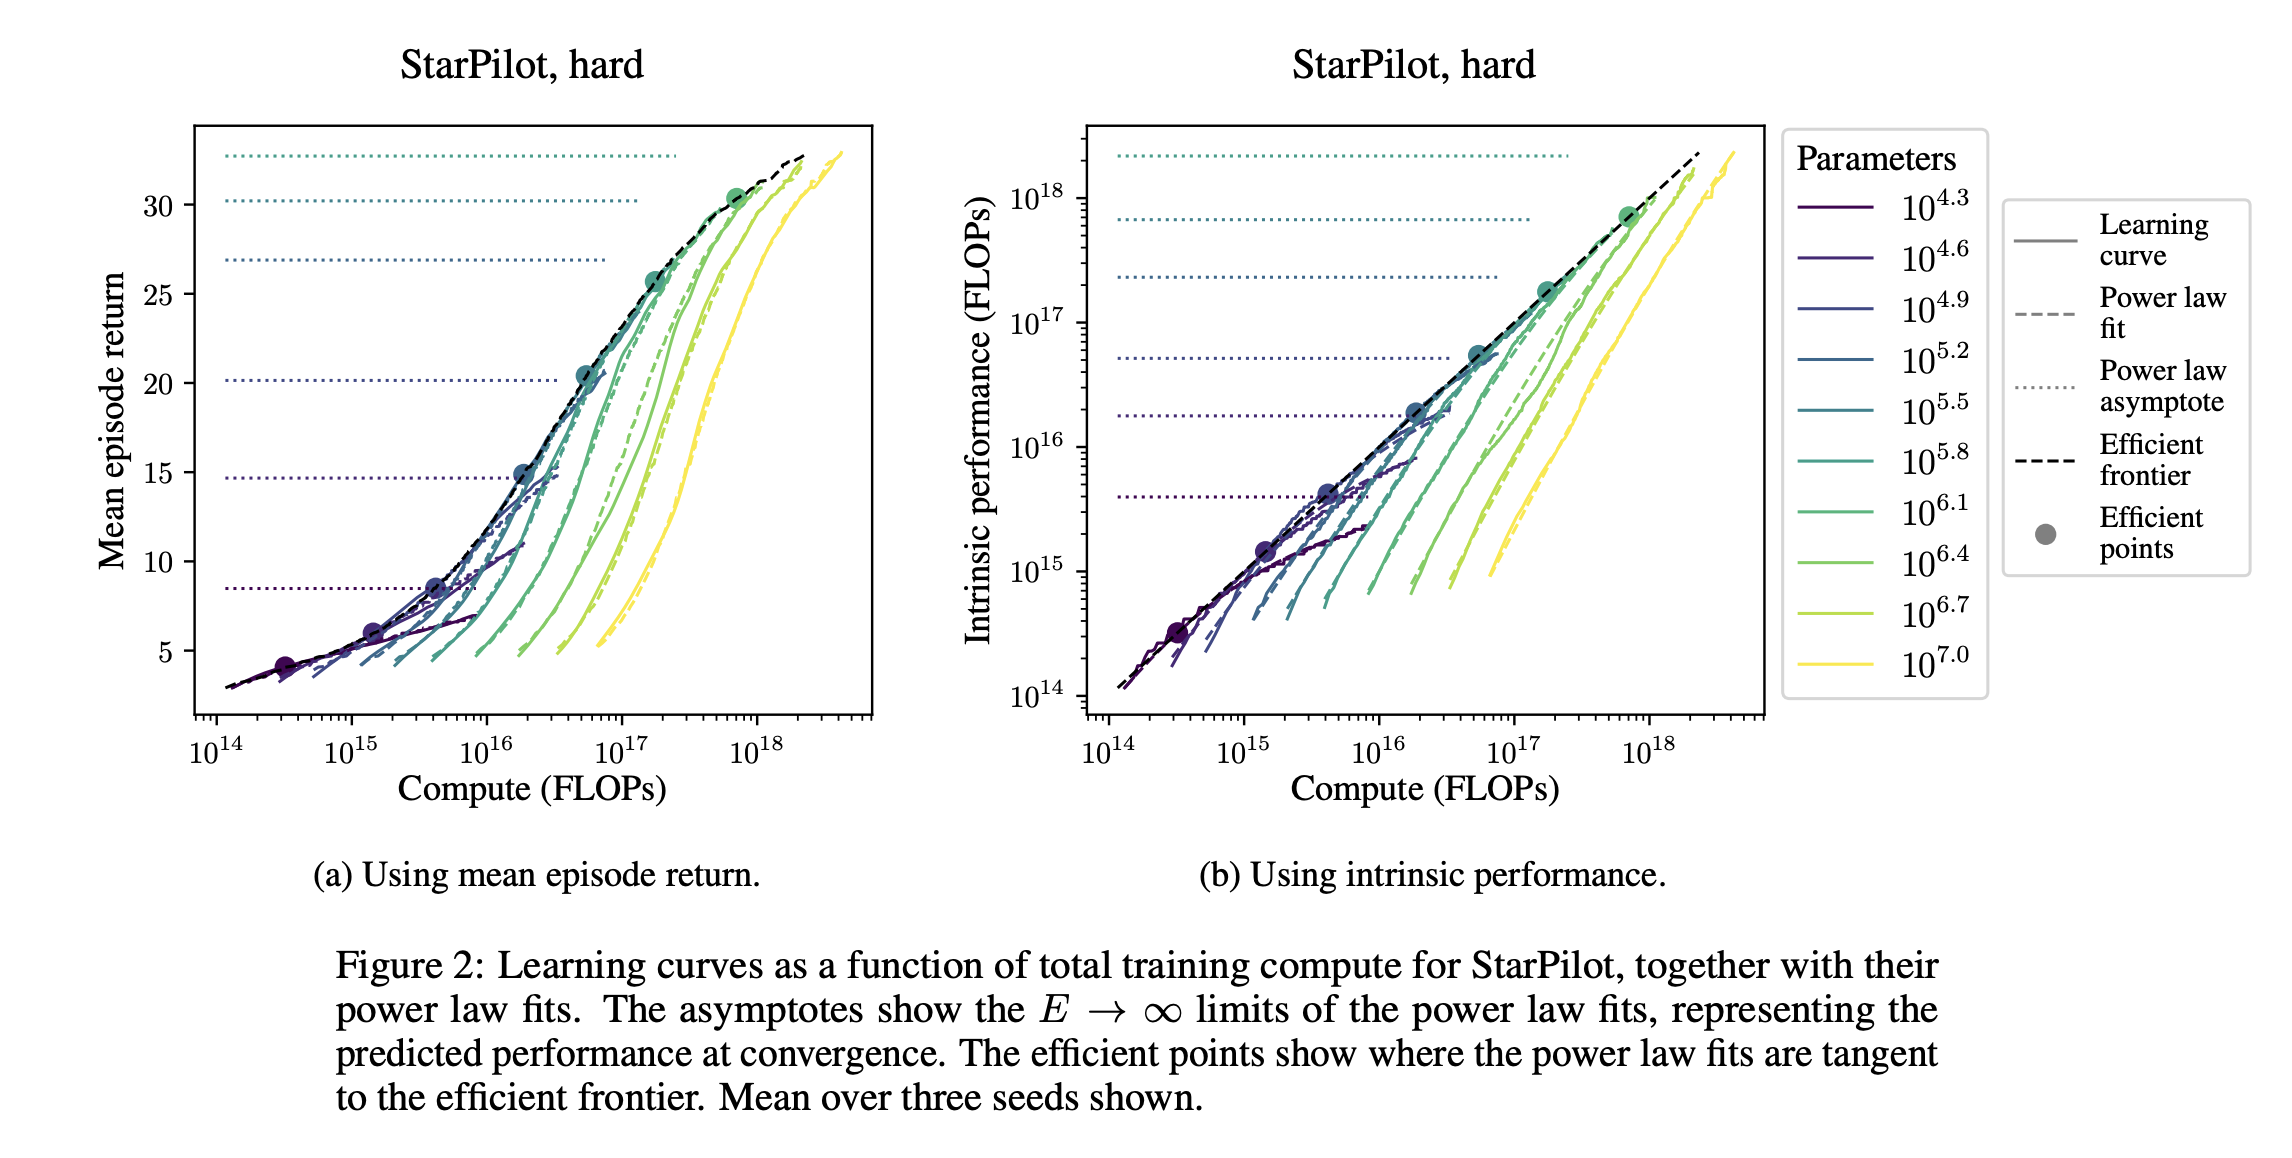 StarPilot, hard
Mean episode return
30
25
20
15
10
5
10^14
10^15
10^16
10^17
10^18
Compute (FLOPs)
(a) Using mean episode return.
StarPilot, hard
Intrinsic performance (FLOPs)
10^18
10^17
10^16
10^15
10^14
10^14
10^15
10^16
10^17
10^18
Compute (FLOPs)
(b) Using intrinsic performance.
Parameters
10^4.3
10^4.6
10^4.9
10^5.2
10^5.5
10^5.8
10^6.1
10^6.4
10^6.7
10^7.0
Learning
curve
Power law
fit
Power law
asymptote
Efficient
frontier
Efficient
points
Figure 2: Learning curves as a function of total training compute for StarPilot, together with their
power law fits. The asymptotes show the E → ∞ limits of the power law fits, representing the
predicted performance at convergence. The efficient points show where the power law fits are tangent
to the efficient frontier. Mean over three seeds shown.